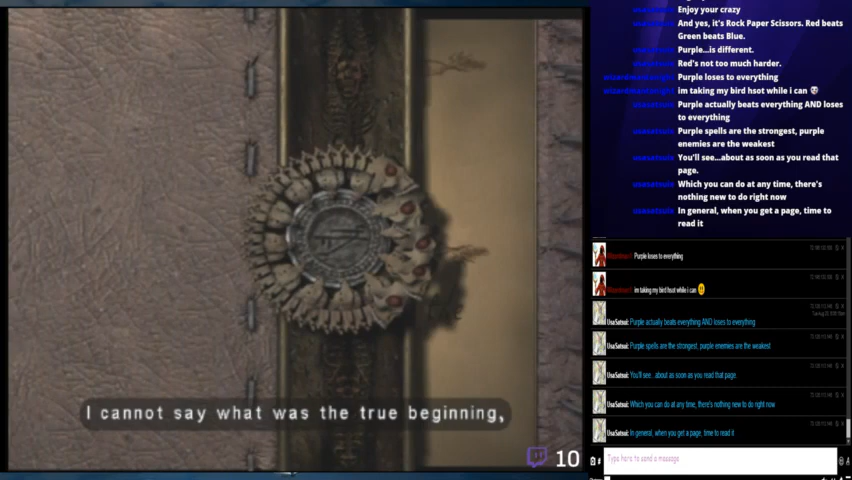 Enjoy your crazy
And yes, it's Rock Paper Scissors. Red beats
Green beats Blue.
Purple...is different.
Red's not too much harder.
Purple loses to everything
im taking my bird hsot while i can
Purple actually beats everything AND loses
to everything
Purple spells are the strongest, purple
enemies are the weakest
You'll see...about as soon as you read that
page.
Which you can do at any time, there's
nothing new to do right now
In general, when you get a page, time to
read it
Purple loses to everything
im taking my bird hsot while i can
UsaSatsui: Purple actually beats everything AND loses to everything
UsaSatsui: Purple spells are the strongest, purple enemies are the weakest
UsaSatsui: You'll see...about as soon as you read that page.
UsaSatsui: Which you can do at any time, there's nothing new to do right now
UsaSatsui: In general, when you get a page, time to read it
I cannot say what was the true beginning,
10
Type here to send a message